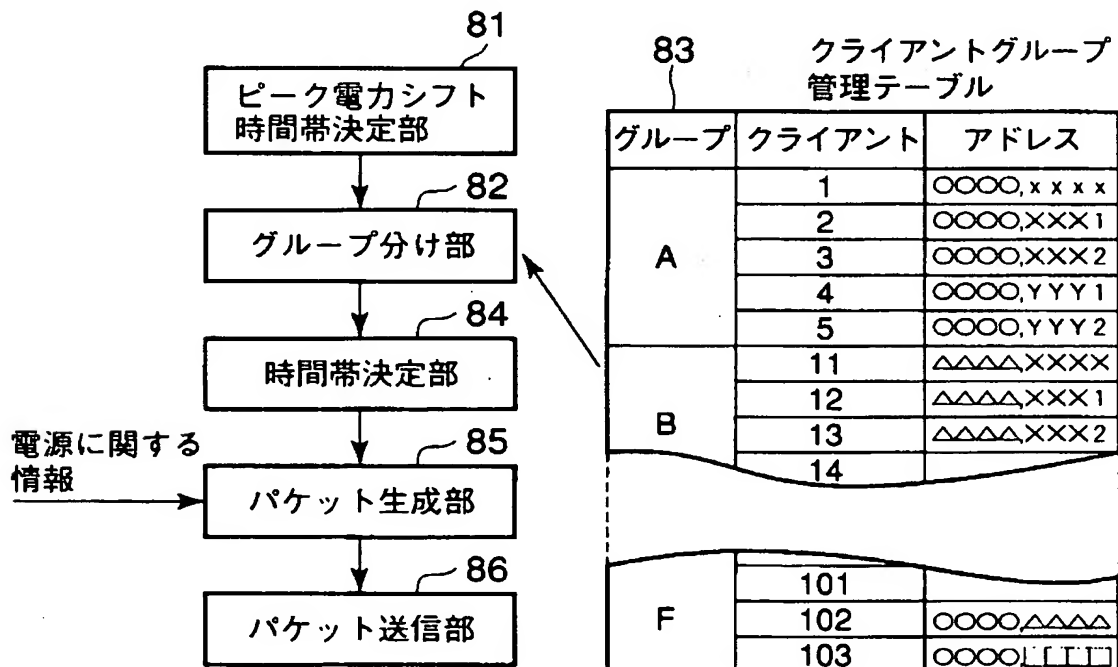 81
ピーク電力シフト
時間帯決定部
82
グループ分け部
84
時間帯決定部
電源に関する
情報
85
パケット生成部
86
パケット送信部
83
クライアントグループ
管理テーブル
グループ クライアント アドレス
A
1 ○○○○,xxxx
2 ○○○○,XXX1
3 ○○○○,XXX2
4 ○○○○,YYY1
5 ○○○○,YYY2
B
11 △△△△,XXXX
12 △△△△,XXX1
13 △△△△,XXX2
14
F
101
102 ○○○○,△△△△
103 ○○○○